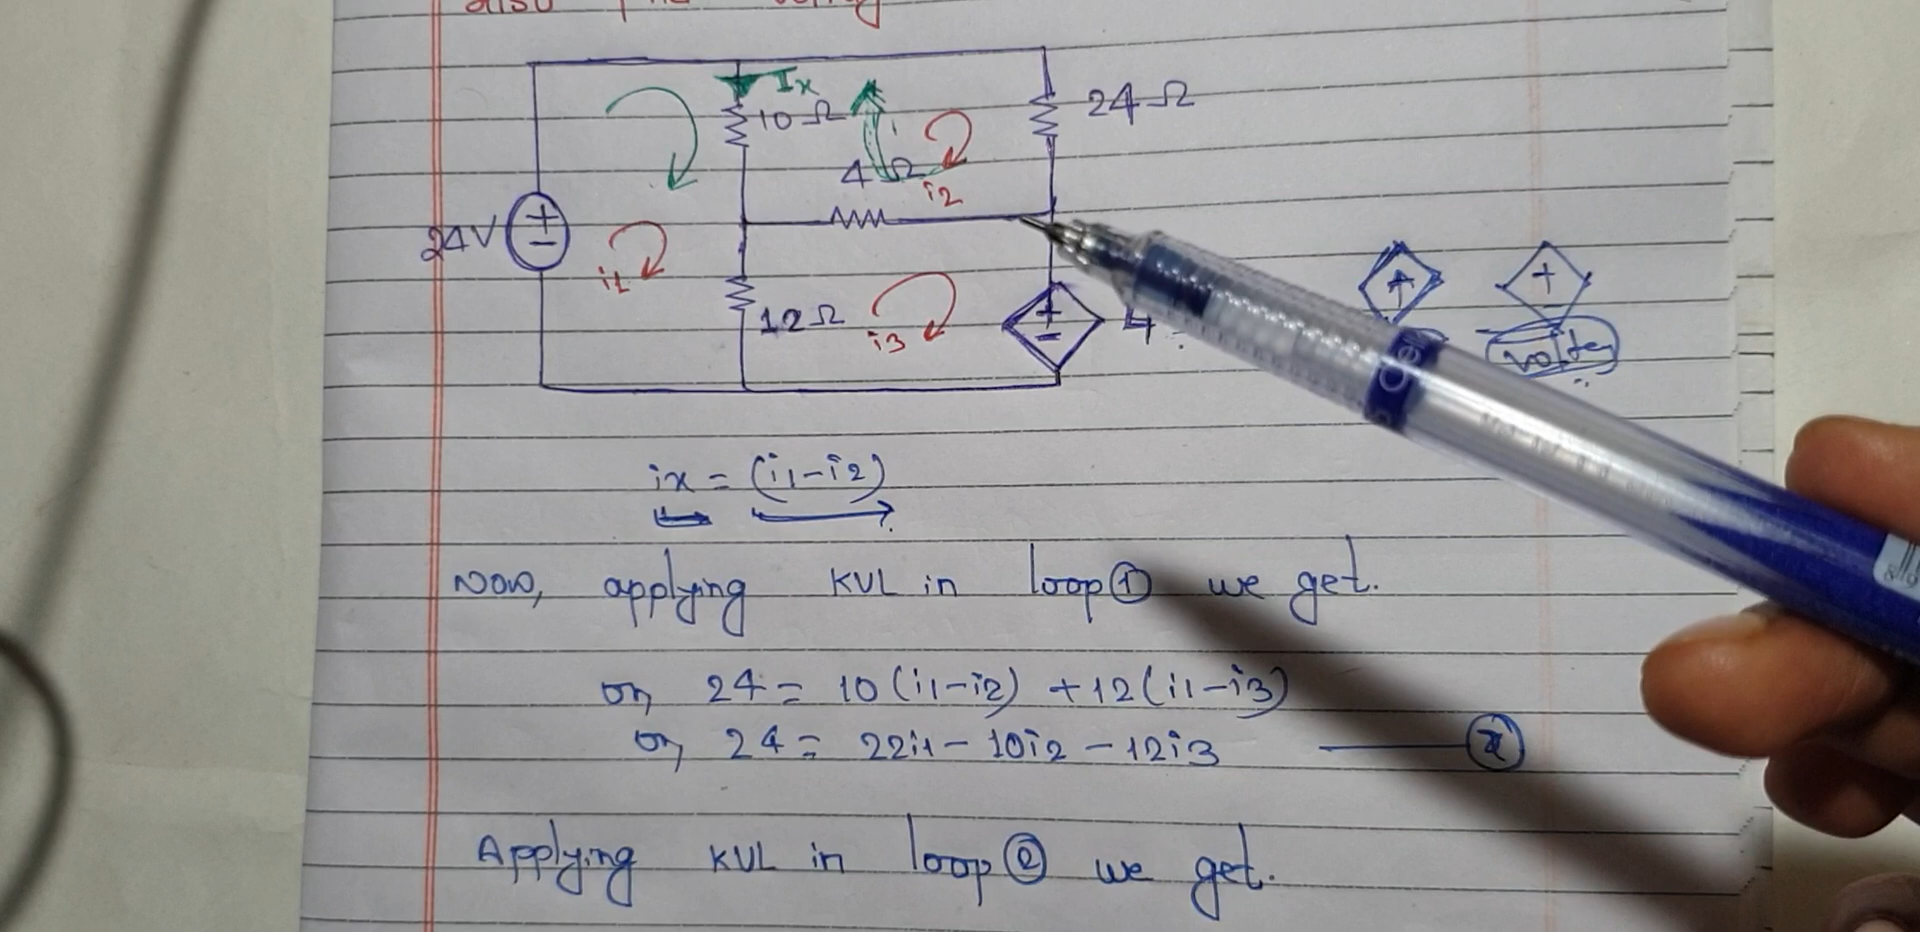 also
Ix
10Ω
24Ω
4Ω
i2
24V
+
−
i1
12Ω
i3
+
−
4
+
ix = (i1-i2)
Now, applying KVL in loop ① we get.
or, 24 = 10(i1-i2) + 12(i1-i3)
or, 24 = 22i1 - 10i2 - 12i3
Applying KVL in loop ② we get.